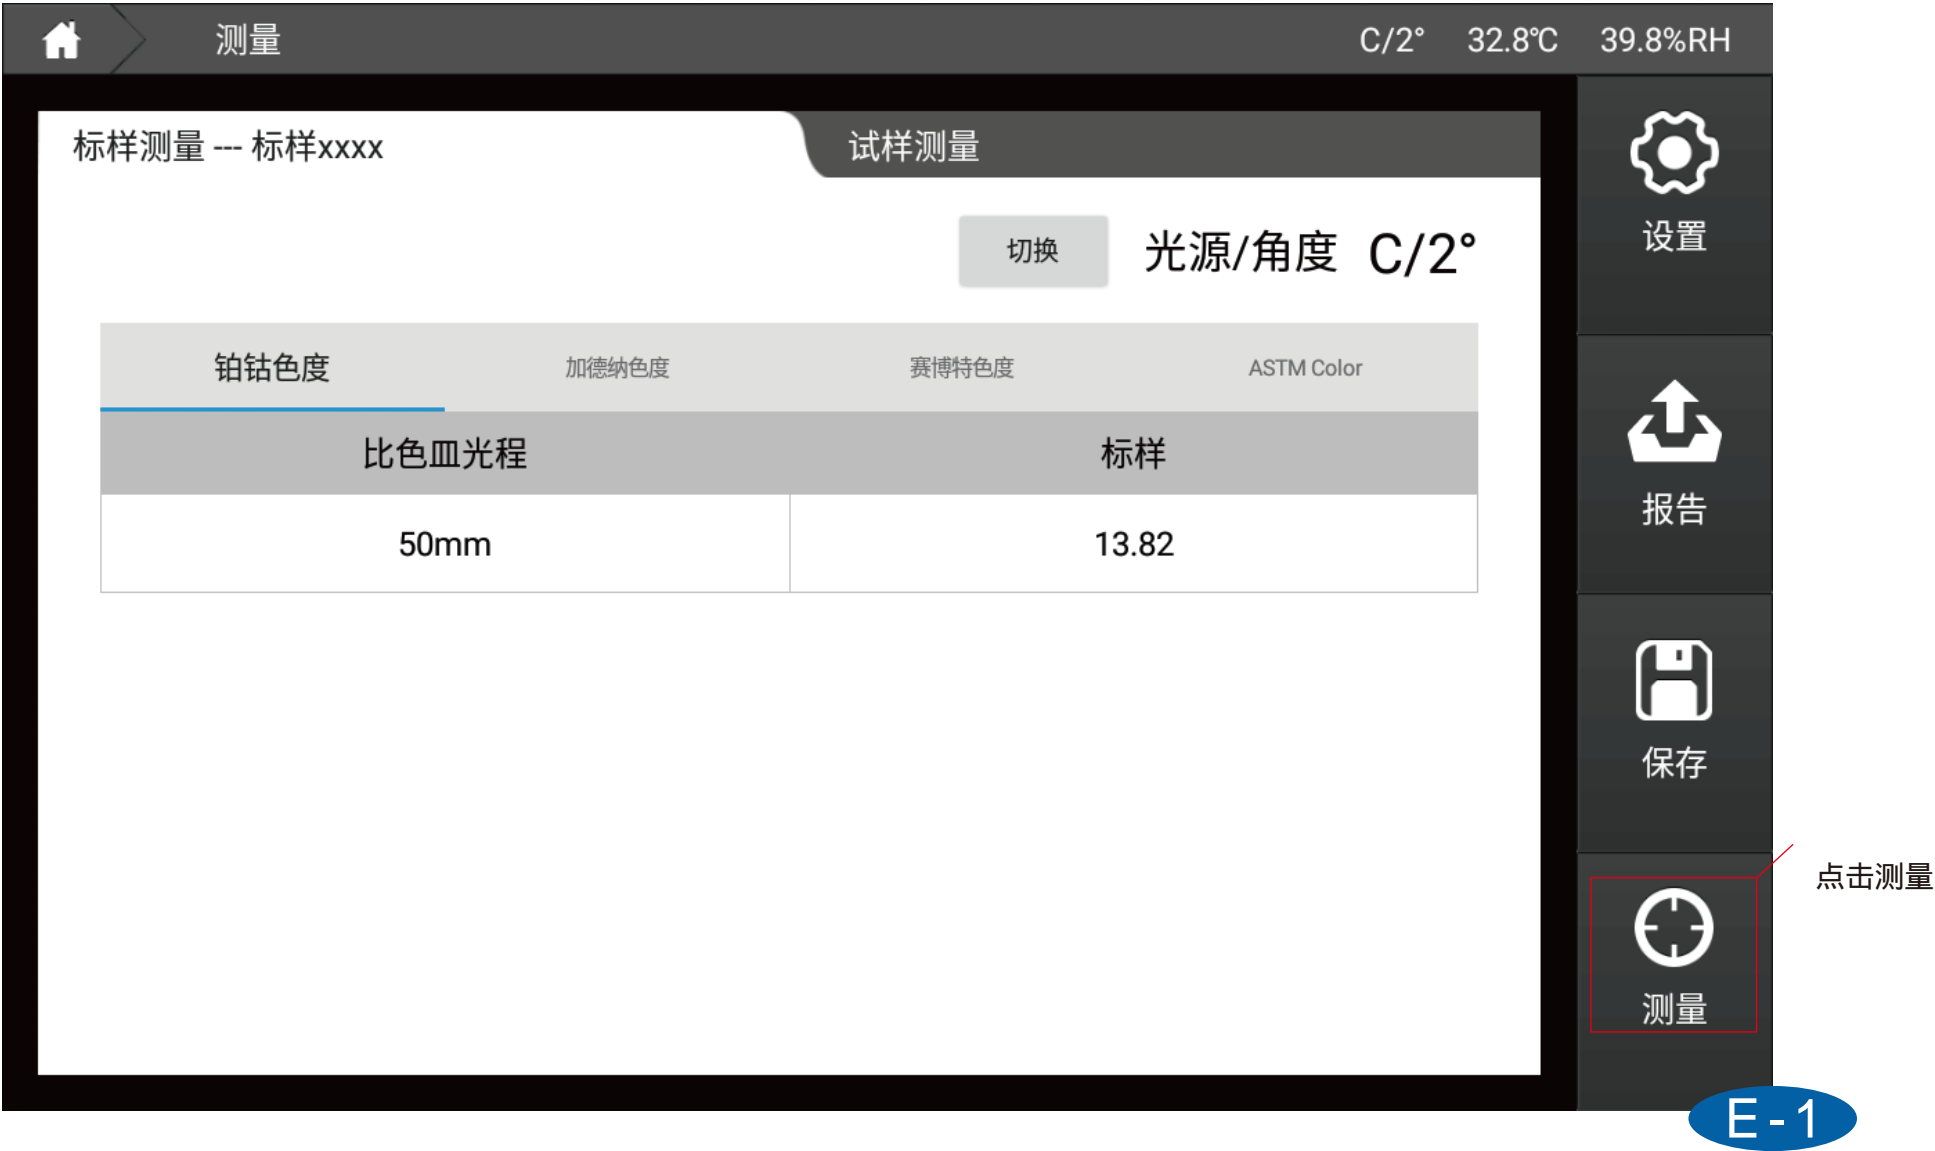 测量
C/2° 32.8℃ 39.8%RH
标样测量 --- 标样xxxx
试样测量
切换
光源/角度 C/2°
铂钴色度 加德纳色度 赛博特色度 ASTM Color
比色皿光程 标样
50mm 13.82
设置
报告
保存
测量
点击测量
E-1